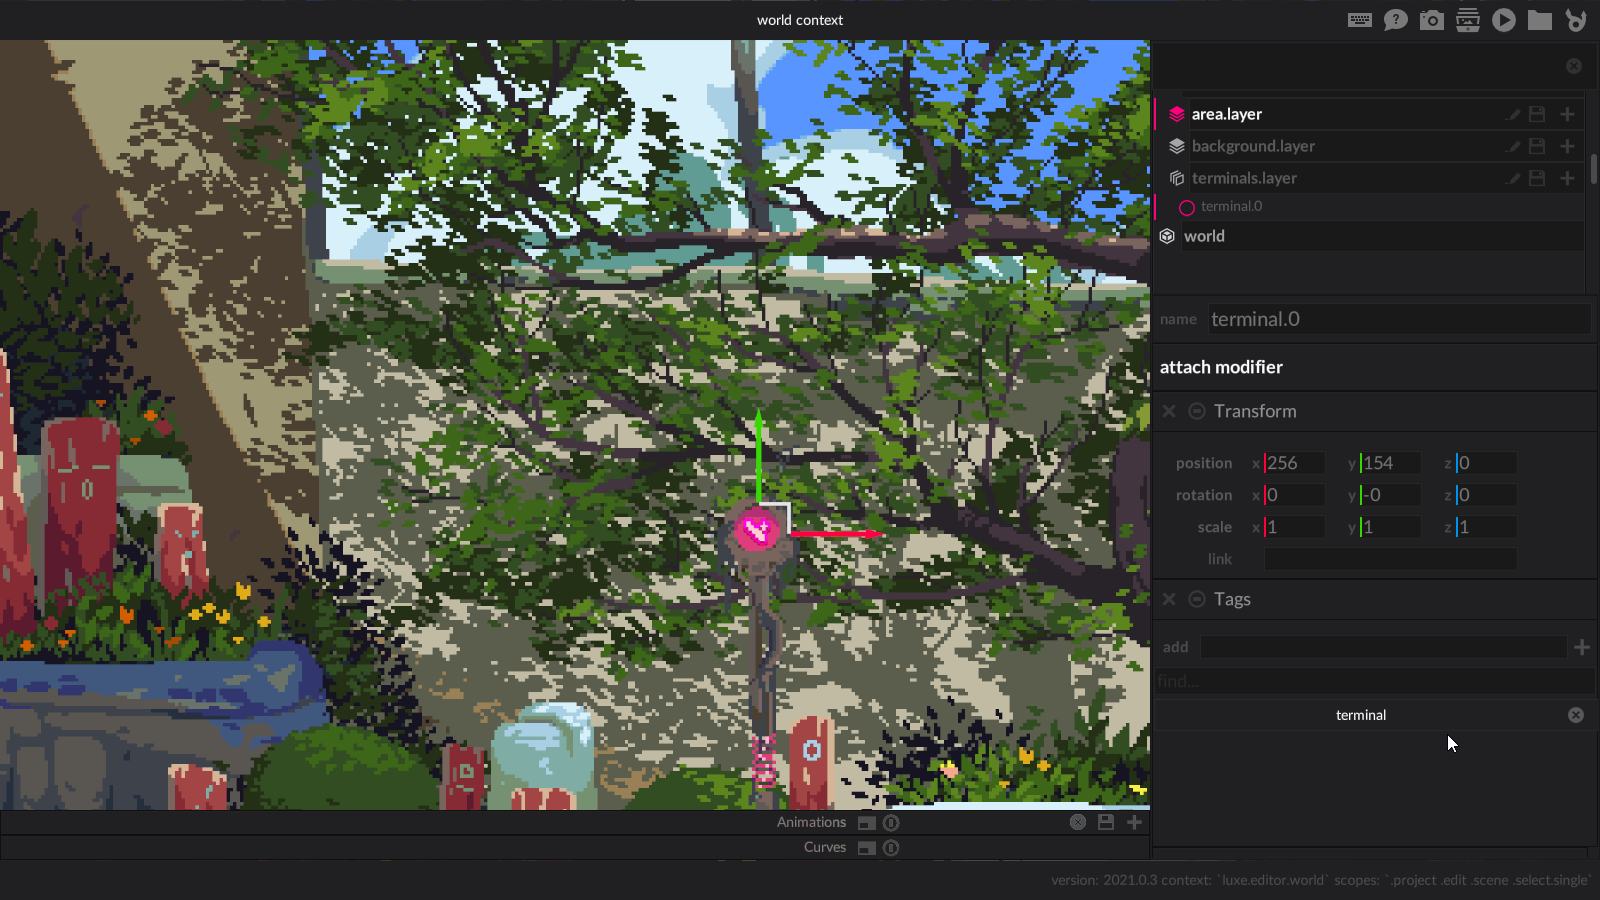 world context
area.layer
background.layer
terminals.layer
terminal.0
world
name terminal.0
attach modifier
Transform
position x 256 y 154 z 0
rotation x 0 y -0 z 0
scale x 1 y 1 z 1
link
Tags
add
find...
terminal
Animations
Curves
version: 2021.0.3 context: `luxe.editor.world` scopes: `.project .edit .scene .select.single`